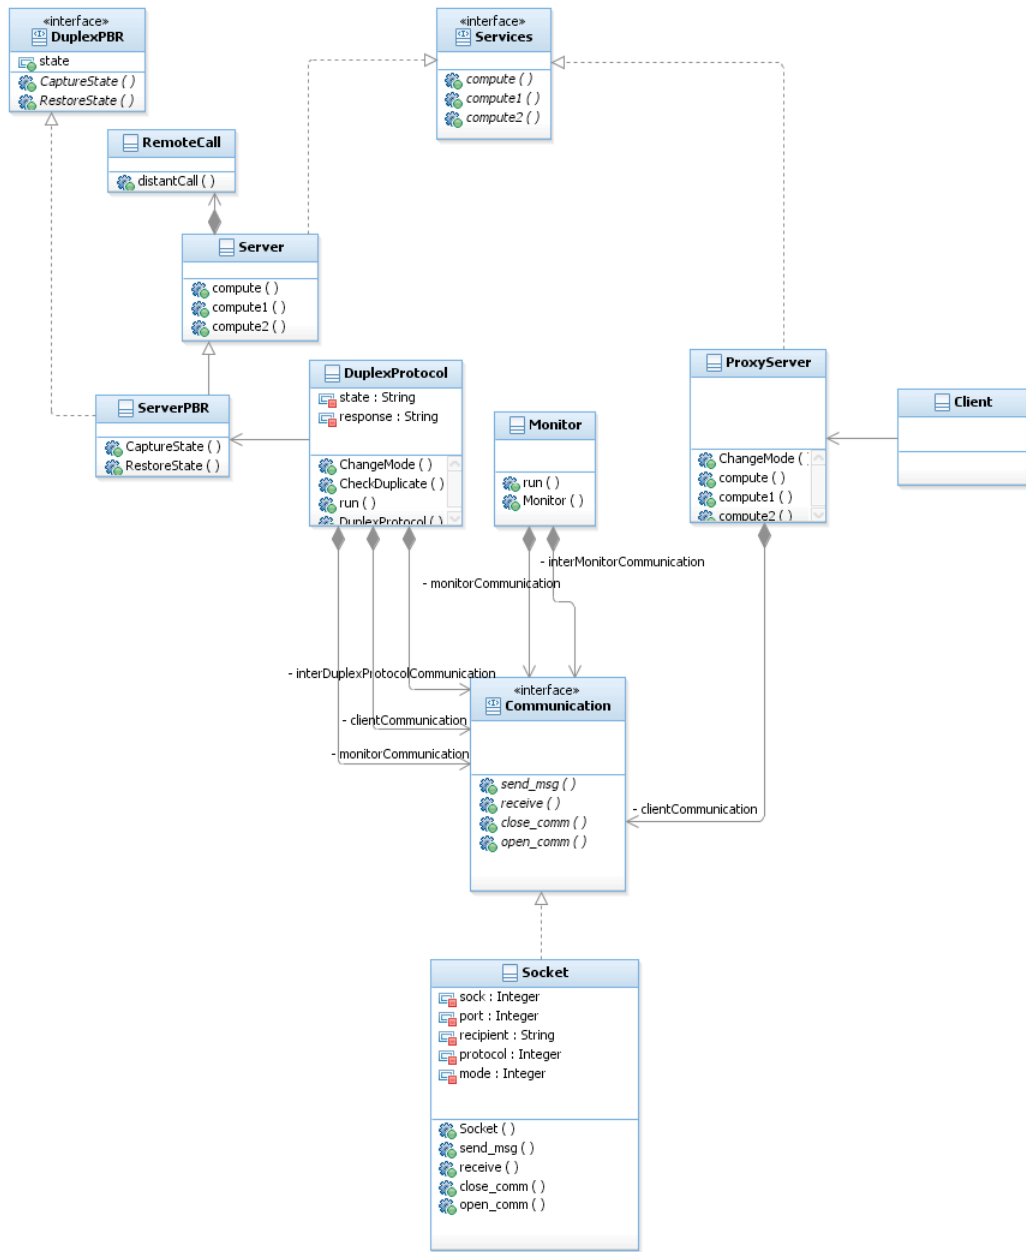 «interface»
DuplexPBR
state
CaptureState ( )
RestoreState ( )
«interface»
Services
compute ( )
compute1 ( )
compute2 ( )
RemoteCall
distantCall ( )
Server
compute ( )
compute1 ( )
compute2 ( )
ServerPBR
CaptureState ( )
RestoreState ( )
DuplexProtocol
state : String
response : String
ChangeMode ( )
CheckDuplicate ( )
run ( )
DuplexProtocol ( )
Monitor
run ( )
Monitor ( )
ProxyServer
ChangeMode (
compute ( )
compute1 ( )
compute2 ( )
Client
- interMonitorCommunication
- monitorCommunication
- interDuplexProtocolCommunication
- clientCommunication
- monitorCommunication
«interface»
Communication
send_msg ( )
receive ( )
close_comm ( )
open_comm ( )
- clientCommunication
Socket
sock : Integer
port : Integer
recipient : String
protocol : Integer
mode : Integer
Socket ( )
send_msg ( )
receive ( )
close_comm ( )
open_comm ( )